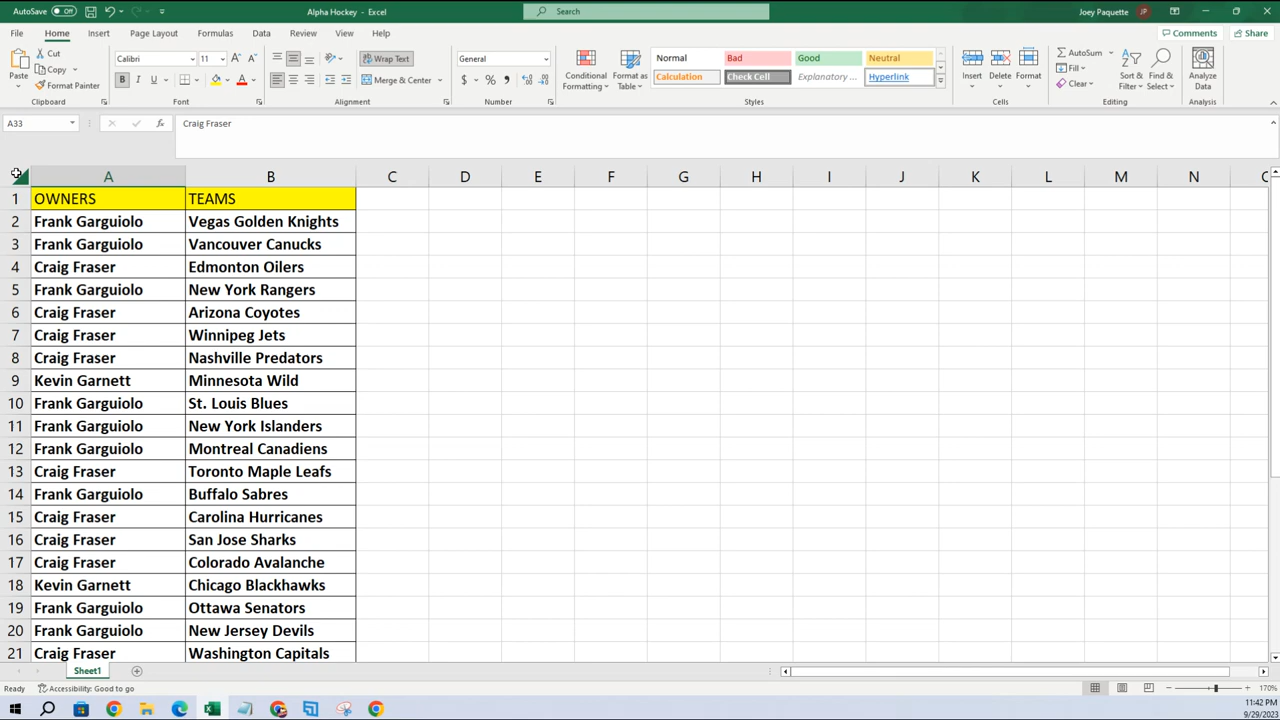 AutoSave Off Alpha Hockey - Excel Search Joey Paquette JP
File Home Insert Draw Page Layout Formulas Data Review View Help Comments Share
Paste Cut Copy Format Painter Clipboard
Calibri 11 A A B I U A Font
Wrap Text Merge & Center Alignment
General $ % 9 Number
Conditional Formatting Format as Table
Normal Bad Good Neutral
Calculation Check Cell Explanatory ... Hyperlink
Styles
Insert Delete Format Cells
AutoSum Fill Clear Sort & Filter Find & Select Editing
Analyze Data Analysis
A33 fx Craig Fraser
A B C D E F G H I J K L M N
1 OWNERS TEAMS
2 Frank Garguiolo Vegas Golden Knights
3 Frank Garguiolo Vancouver Canucks
4 Craig Fraser Edmonton Oilers
5 Frank Garguiolo New York Rangers
6 Craig Fraser Arizona Coyotes
7 Craig Fraser Winnipeg Jets
8 Craig Fraser Nashville Predators
9 Kevin Garnett Minnesota Wild
10 Frank Garguiolo St. Louis Blues
11 Frank Garguiolo New York Islanders
12 Frank Garguiolo Montreal Canadiens
13 Craig Fraser Toronto Maple Leafs
14 Frank Garguiolo Buffalo Sabres
15 Craig Fraser Carolina Hurricanes
16 Craig Fraser San Jose Sharks
17 Craig Fraser Colorado Avalanche
18 Kevin Garnett Chicago Blackhawks
19 Frank Garguiolo Ottawa Senators
20 Frank Garguiolo New Jersey Devils
21 Craig Fraser Washington Capitals
Sheet1
Ready Accessibility: Good to go 170%
11:42 PM
9/29/2023